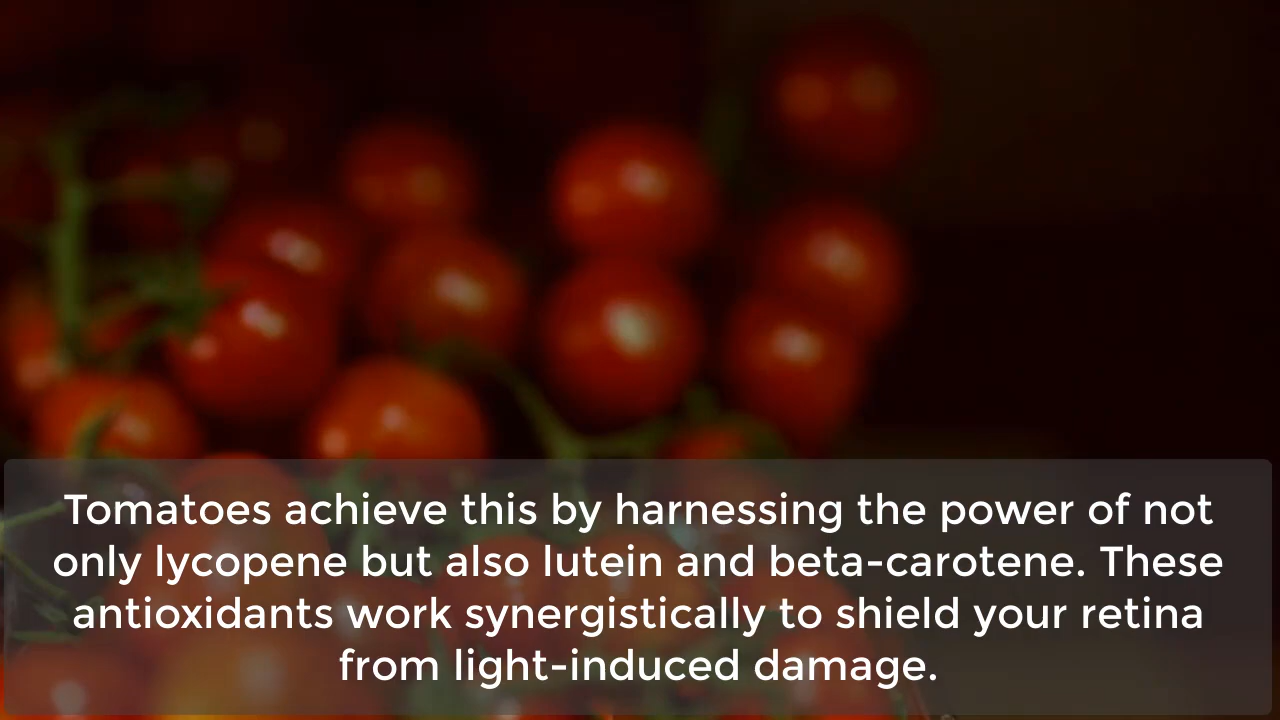 Tomatoes achieve this by harnessing the power of not
only lycopene but also lutein and beta-carotene. These
antioxidants work synergistically to shield your retina
from light-induced damage.